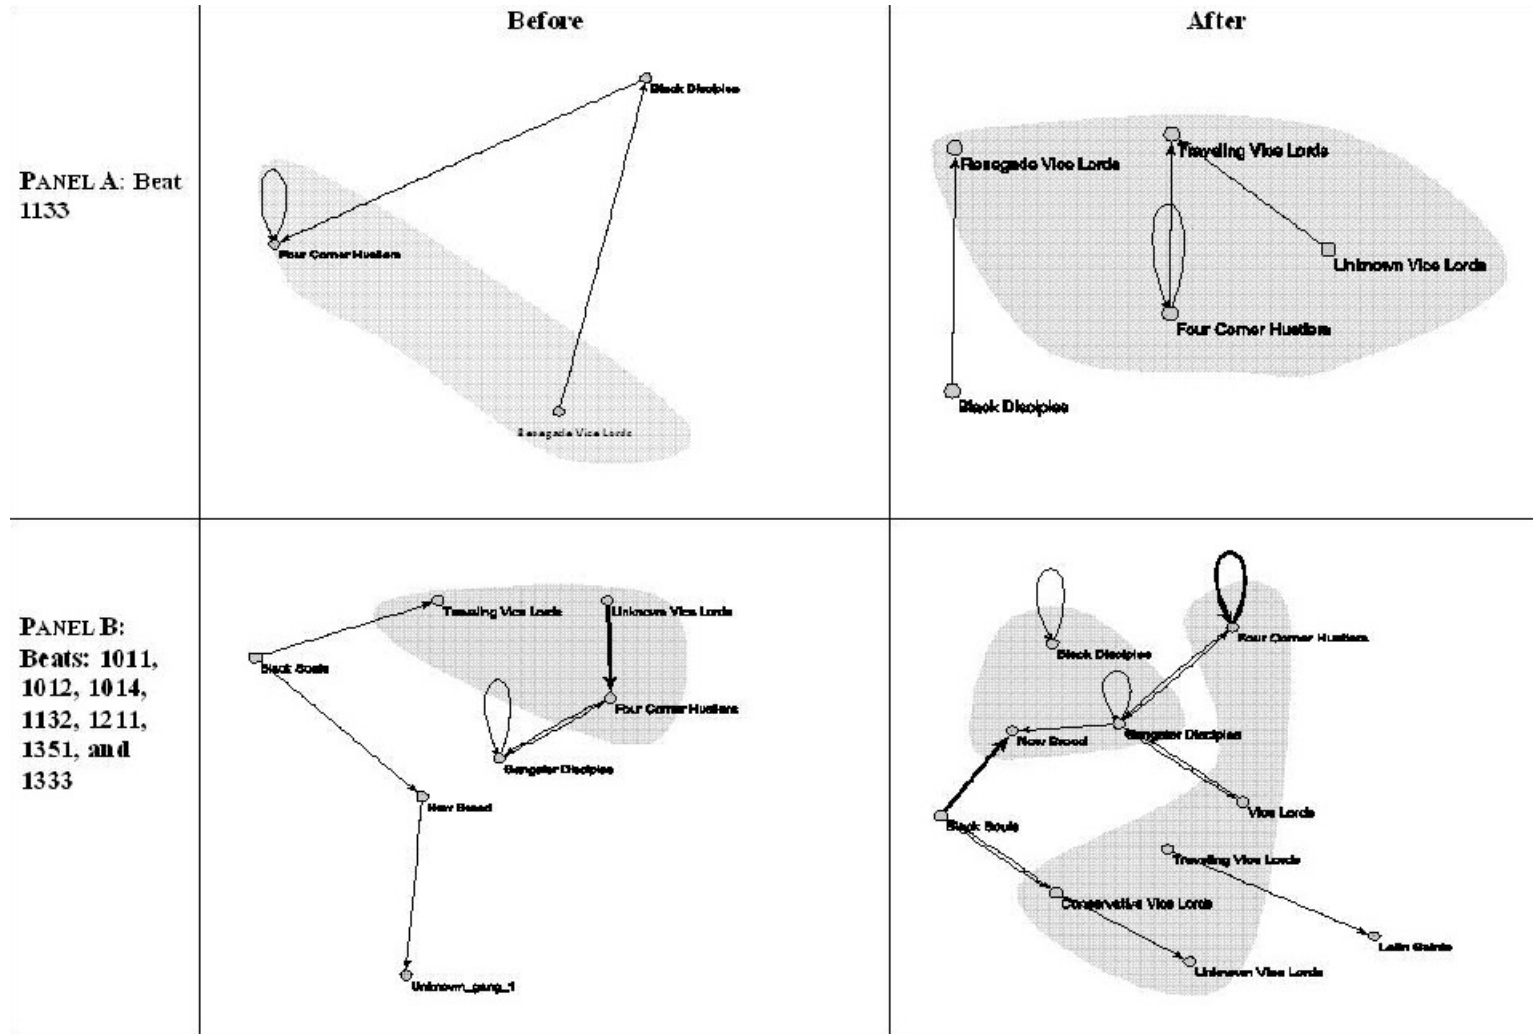 Before
After
PANEL A: Beat
1133
Black Disciples
Four Corner Hustlers
Renegade Vice Lords
Renegade Vice Lords
Traveling Vice Lords
Unknown Vice Lords
Four Corner Hustlers
Black Disciples
PANEL B:
Beats: 1011,
1012, 1014,
1132, 1211,
1351, and
1333
Traveling Vice Lords
Unknown Vice Lords
Black Souls
Four Corner Hustlers
Gangster Disciples
New Breed
Unknown_gang_1
Four Corner Hustlers
Black Disciples
New Breed
Gangster Disciples
Vice Lords
Black Souls
Traveling Vice Lords
Conservative Vice Lords
Latin Saints
Unknown Vice Lords